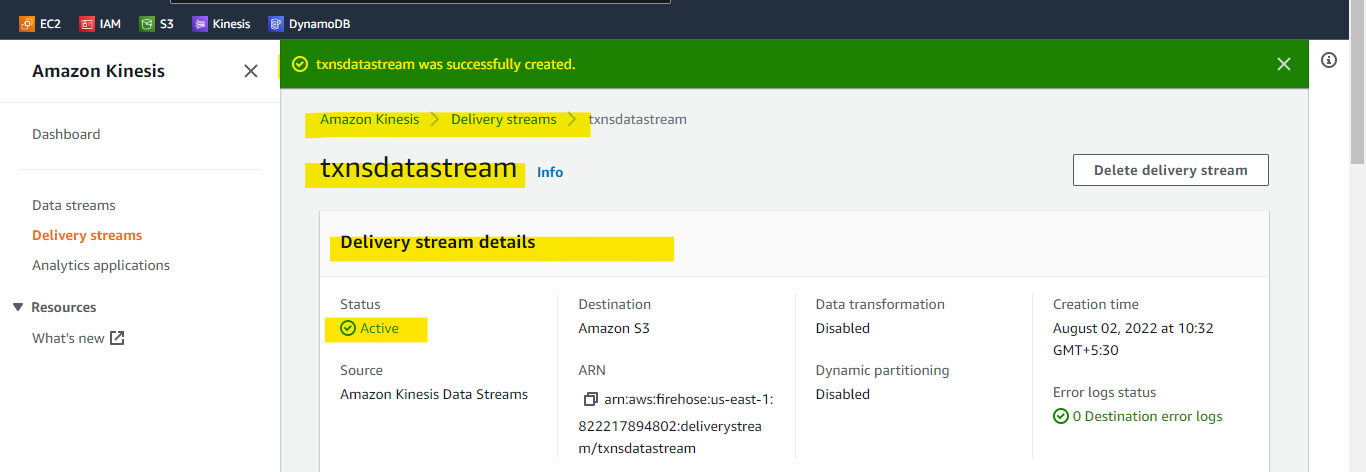 EC2 IAM S3 Kinesis DynamoDB
Amazon Kinesis
Dashboard
Data streams
Delivery streams
Analytics applications
Resources
What's new
txnsdatastream was successfully created.
Amazon Kinesis Delivery streams txnsdatastream
txnsdatastream Info
Delete delivery stream
Delivery stream details
Status
Active
Source
Amazon Kinesis Data Streams
Destination
Amazon S3
ARN
arn:aws:firehose:us-east-1:
822217894802:deliverystrea
m/txnsdatastream
Data transformation
Disabled
Dynamic partitioning
Disabled
Creation time
August 02, 2022 at 10:32
GMT+5:30
Error logs status
0 Destination error logs